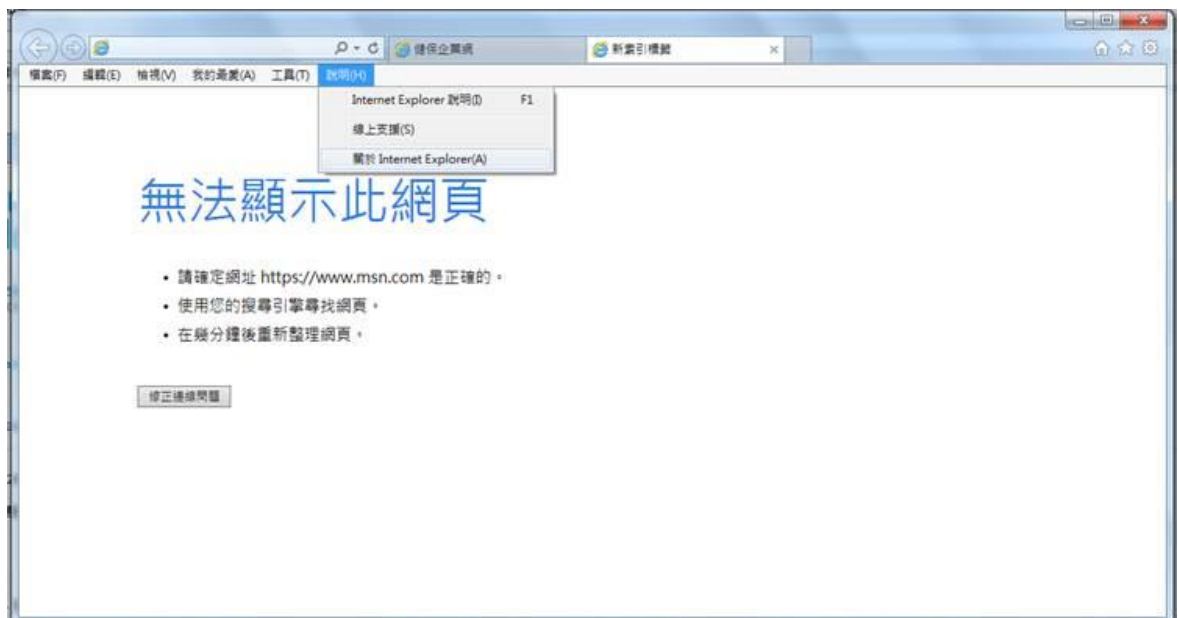 健保企業網
新索引標籤
檔案(F) 編輯(E) 檢視(V) 我的最愛(A) 工具(T) 說明(H)
Internet Explorer 說明(I) F1
線上支援(S)
關於 Internet Explorer(A)
無法顯示此網頁
• 請確定網址 https://www.msn.com 是正確的。
• 使用您的搜尋引擎尋找網頁。
• 在幾分鐘後重新整理網頁。
修正連線問題